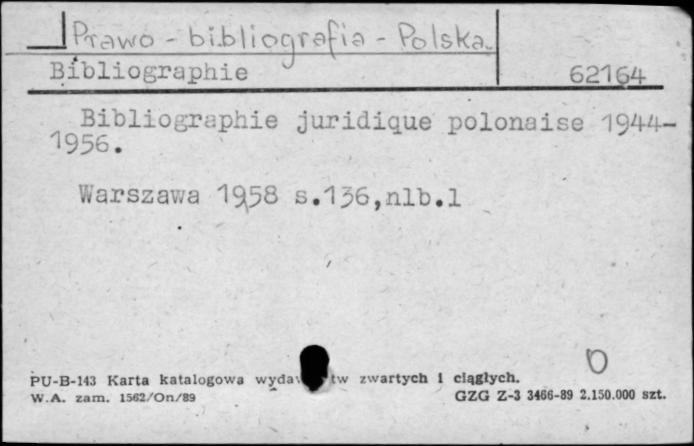 Prawo - bibliografia - Polska.
Bibliographie 62164
Bibliographie juridique polonaise 1944-
1956.
Warszawa 1958 s.136,nlb.1
O
PU-B-143 Karta katalogowa wydaw tw zwartych i ciągłych.
W.A. zam. 1562/On/89 GZG Z-3 3466-89 2.150.000 szt.